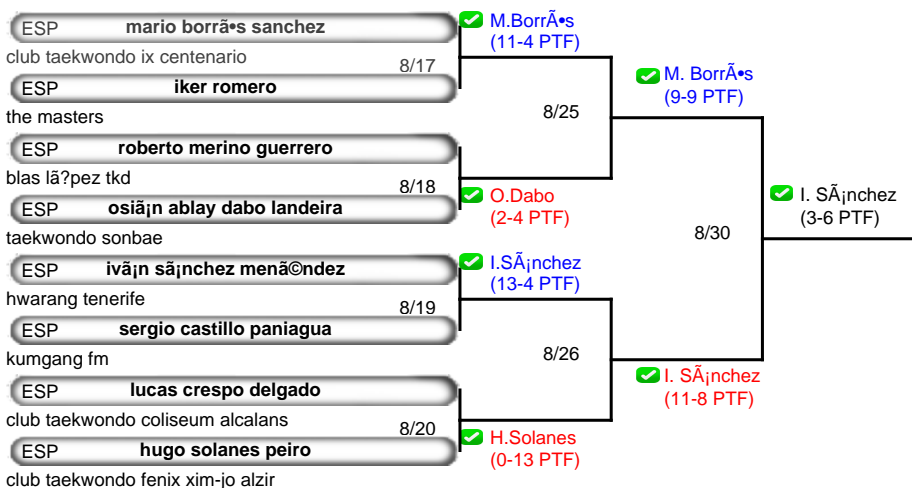 ESP mario borrã•s sanchez
club taekwondo ix centenario
8/17
ESP iker romero
the masters
ESP roberto merino guerrero
blas lã?pez tkd
8/18
ESP osiã¡n ablay dabo landeira
taekwondo sonbae
ESP ivã¡n sã¡nchez menã©ndez
hwarang tenerife
8/19
ESP sergio castillo paniagua
kumgang fm
ESP lucas crespo delgado
club taekwondo coliseum alcalans
8/20
ESP hugo solanes peiro
club taekwondo fenix xim-jo alzir
M.BorrÃ•s
(11-4 PTF)
8/25
O.Dabo
(2-4 PTF)
I.SÃ¡nchez
(13-4 PTF)
8/26
H.Solanes
(0-13 PTF)
M. BorrÃ•s
(9-9 PTF)
8/30
I. SÃ¡nchez
(11-8 PTF)
I. SÃ¡nchez
(3-6 PTF)